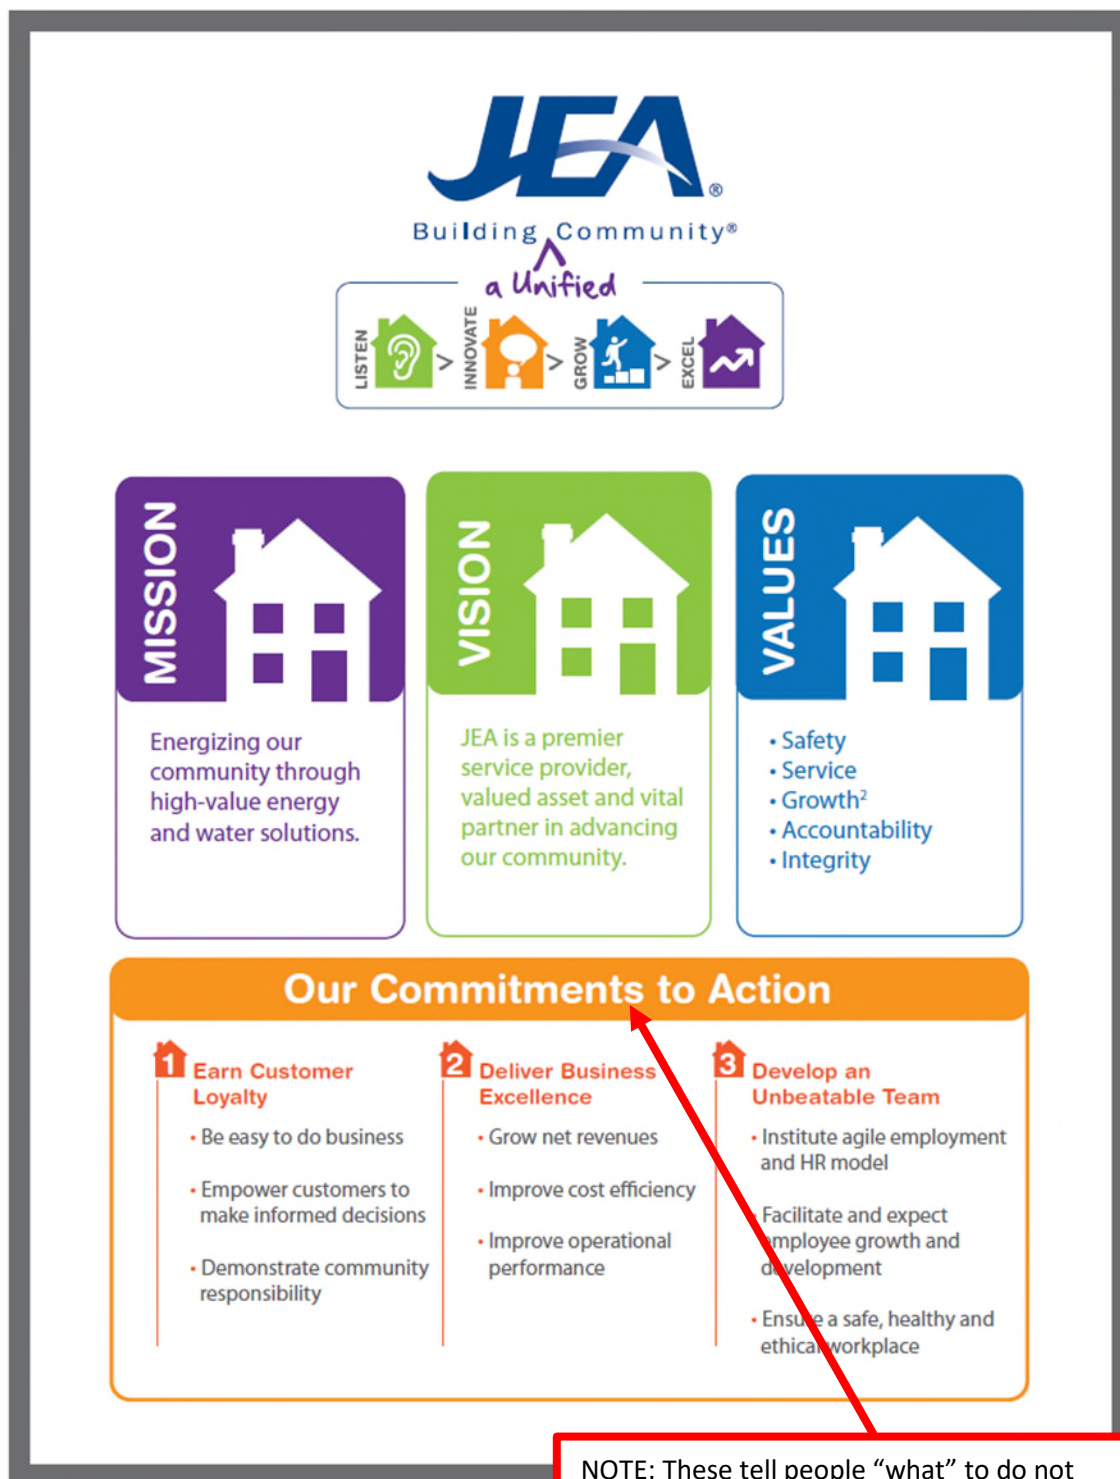 JEA®
Building Community®
a Unified
LISTEN > INNOVATE > GROW > EXCEL >
MISSION
Energizing our
community through
high-value energy
and water solutions.
VISION
JEA is a premier
service provider,
valued asset and vital
partner in advancing
our community.
VALUES
• Safety
• Service
• Growth²
• Accountability
• Integrity
Our Commitments to Action
1 Earn Customer
Loyalty
• Be easy to do business
• Empower customers to
make informed decisions
• Demonstrate community
responsibility
2 Deliver Business
Excellence
• Grow net revenues
• Improve cost efficiency
• Improve operational
performance
3 Develop an
Unbeatable Team
• Institute agile employment
and HR model
• Facilitate and expect
employee growth and
development
• Ensure a safe, healthy and
ethical workplace
NOTE: These tell people “what” to do not